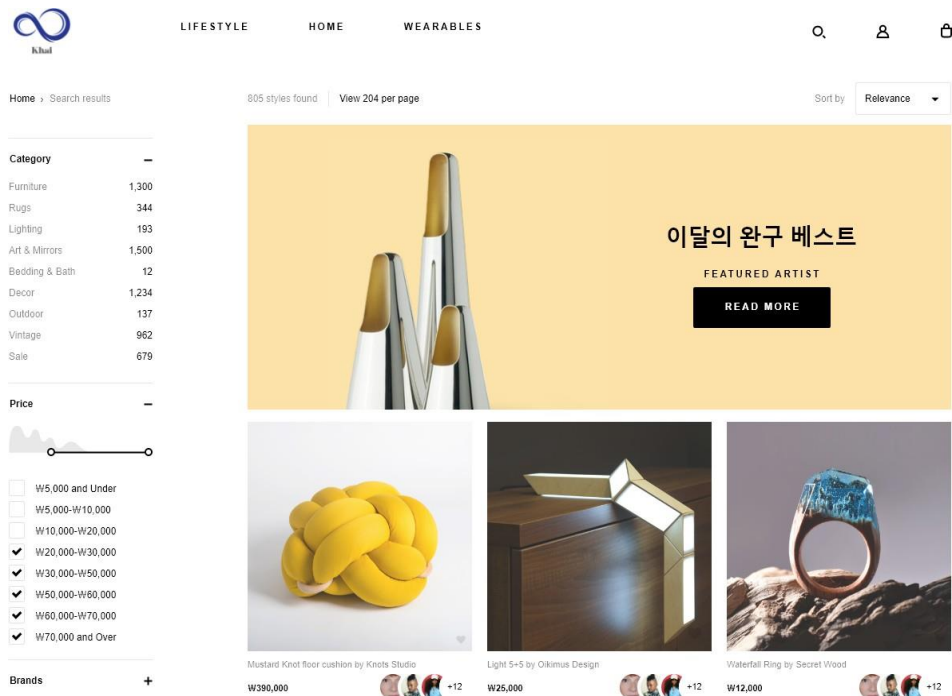 Khal
LIFESTYLE HOME WEARABLES
Home › Search results
805 styles found View 204 per page
Sort by Relevance
Category
Furniture 1,300
Rugs 344
Lighting 193
Art & Mirrors 1,500
Bedding & Bath 12
Decor 1,234
Outdoor 137
Vintage 962
Sale 679
Price
₩5,000 and Under
₩5,000-₩10,000
₩10,000-₩20,000
₩20,000-₩30,000
₩30,000-₩50,000
₩50,000-₩60,000
₩60,000-₩70,000
₩70,000 and Over
Brands
이달의 완구 베스트
FEATURED ARTIST
READ MORE
Mustard Knot floor cushion by Knots Studio
₩390,000 +12
Light 5+5 by Oikimus Design
₩25,000 +12
Waterfall Ring by Secret Wood
₩12,000 +12